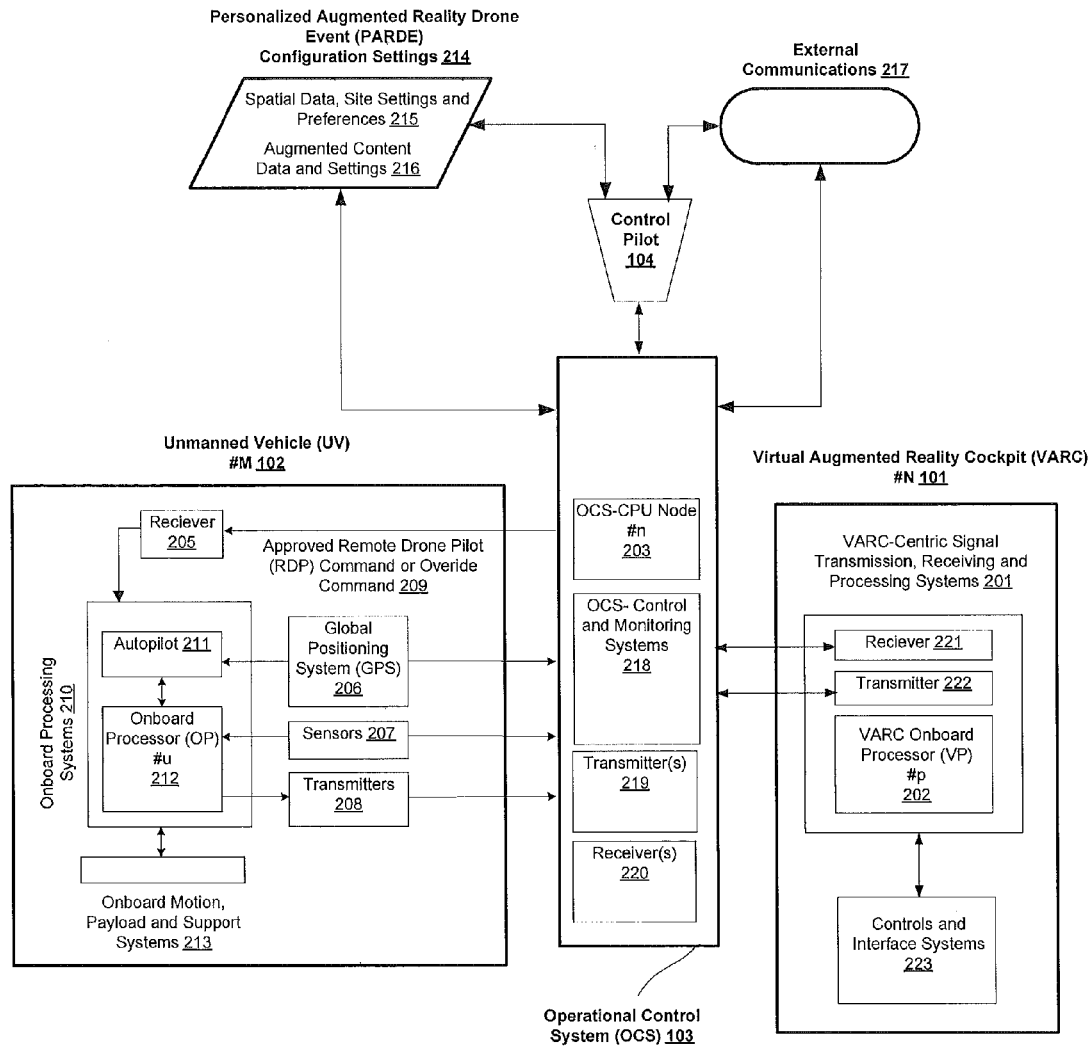 Personalized Augmented Reality Drone
Event (PARDE)
Configuration Settings 214
Spatial Data, Site Settings and
Preferences 215
Augmented Content
Data and Settings 216
External
Communications 217
Control
Pilot
104
Unmanned Vehicle (UV)
#M 102
Reciever
205
Approved Remote Drone Pilot
(RDP) Command or Overide
Command 209
Onboard Processing
Systems 210
Autopilot 211
Onboard
Processor (OP)
#u
212
Global
Positioning
System (GPS)
206
Sensors 207
Transmitters
208
Onboard Motion,
Payload and Support
Systems 213
OCS-CPU Node
#n
203
OCS- Control
and Monitoring
Systems
218
Transmitter(s)
219
Receiver(s)
220
Operational Control
System (OCS) 103
Virtual Augmented Reality Cockpit (VARC)
#N 101
VARC-Centric Signal
Transmission, Receiving and
Processing Systems 201
Reciever 221
Transmitter 222
VARC Onboard
Processor (VP)
#p
202
Controls and
Interface Systems
223